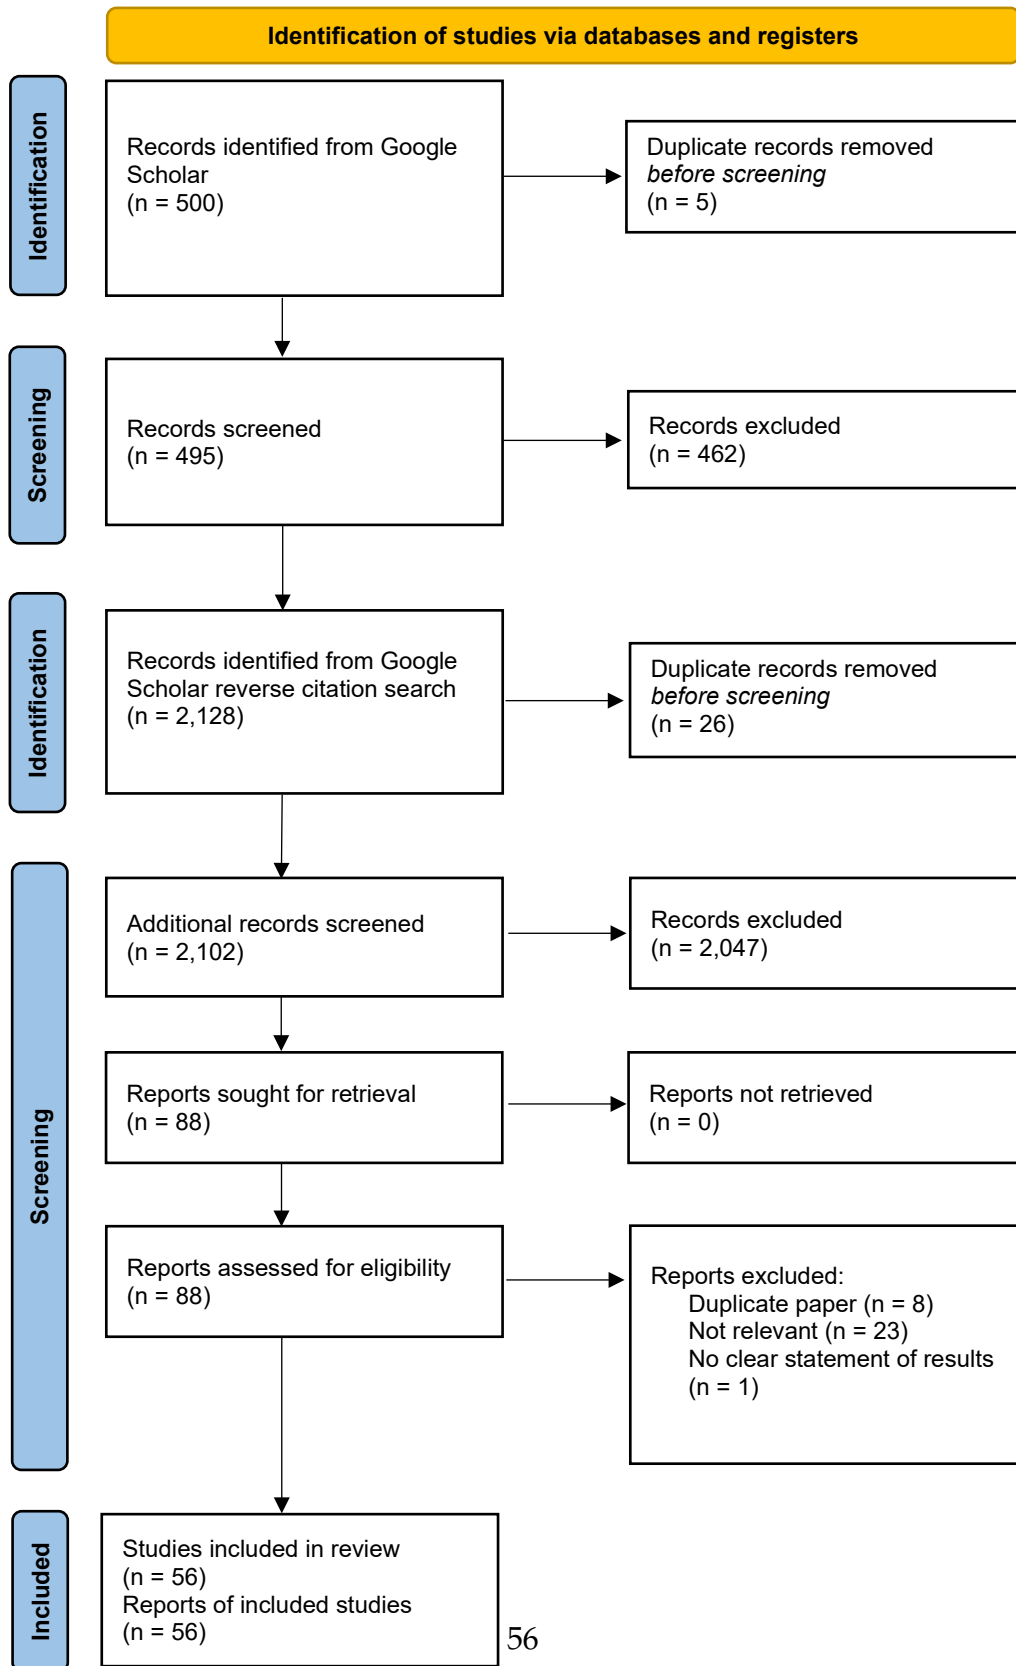 Identification of studies via databases and registers
Identification
Records identified from Google
Scholar
(n = 500)
Duplicate records removed
before screening
(n = 5)
Screening
Records screened
(n = 495)
Records excluded
(n = 462)
Identification
Records identified from Google
Scholar reverse citation search
(n = 2,128)
Duplicate records removed
before screening
(n = 26)
Screening
Additional records screened
(n = 2,102)
Records excluded
(n = 2,047)
Reports sought for retrieval
(n = 88)
Reports not retrieved
(n = 0)
Reports assessed for eligibility
(n = 88)
Reports excluded:
Duplicate paper (n = 8)
Not relevant (n = 23)
No clear statement of results
(n = 1)
Included
Studies included in review
(n = 56)
Reports of included studies
(n = 56)
56